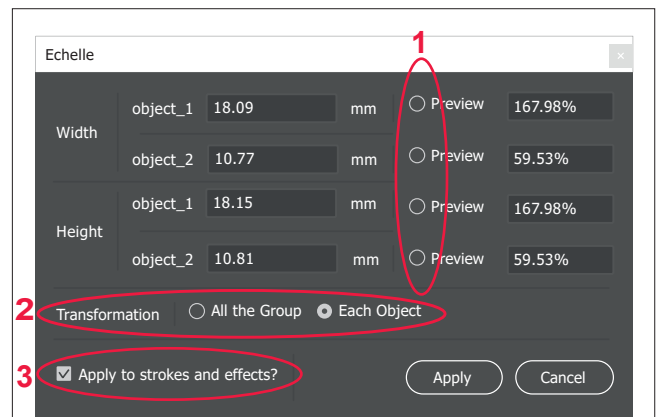 1
Echelle
×
object_1 18.09 mm Preview 167.98%
Width
object_2 10.77 mm Preview 59.53%
object_1 18.15 mm Preview 167.98%
Height
object_2 10.81 mm Preview 59.53%
2 Transformation All the Group Each Object
3 Apply to strokes and effects? Apply Cancel